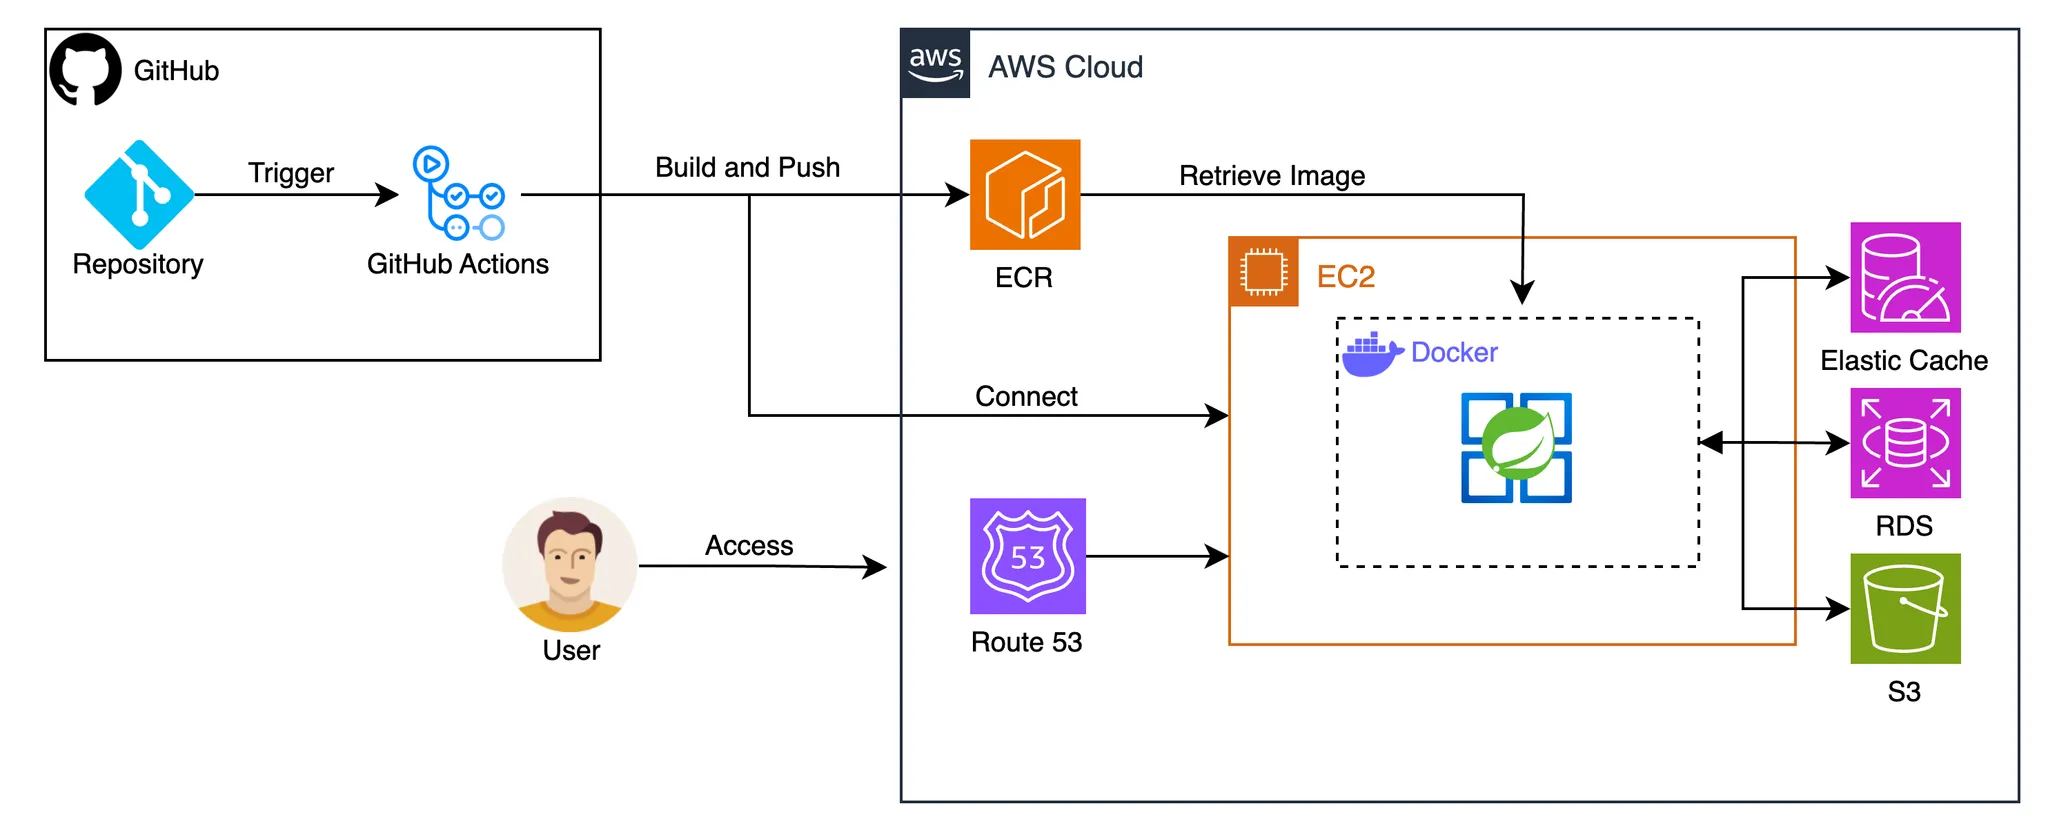 GitHub
aws
AWS Cloud
Trigger
Build and Push
Retrieve Image
Repository
GitHub Actions
ECR
EC2
Docker
Elastic Cache
Connect
RDS
53
Access
Route 53
User
S3